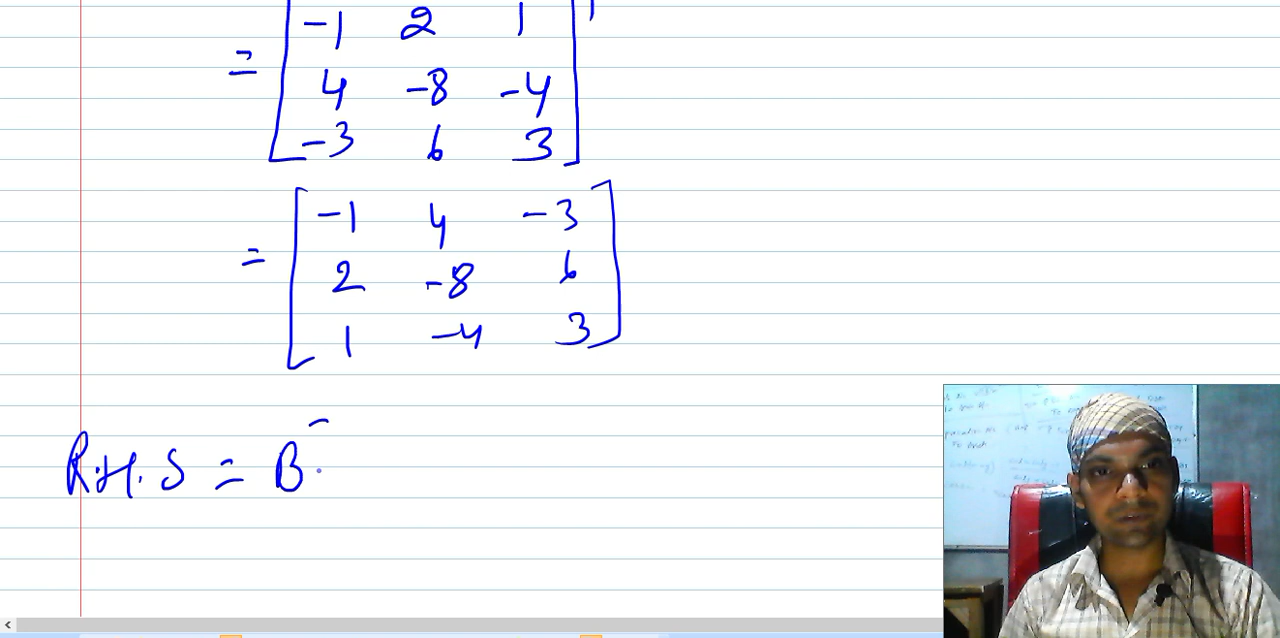 -1 2 1
=
4 -8 -4
-3 6 3
-1 4 -3
=
2 -8 6
1 -4 3
R.H.S = B